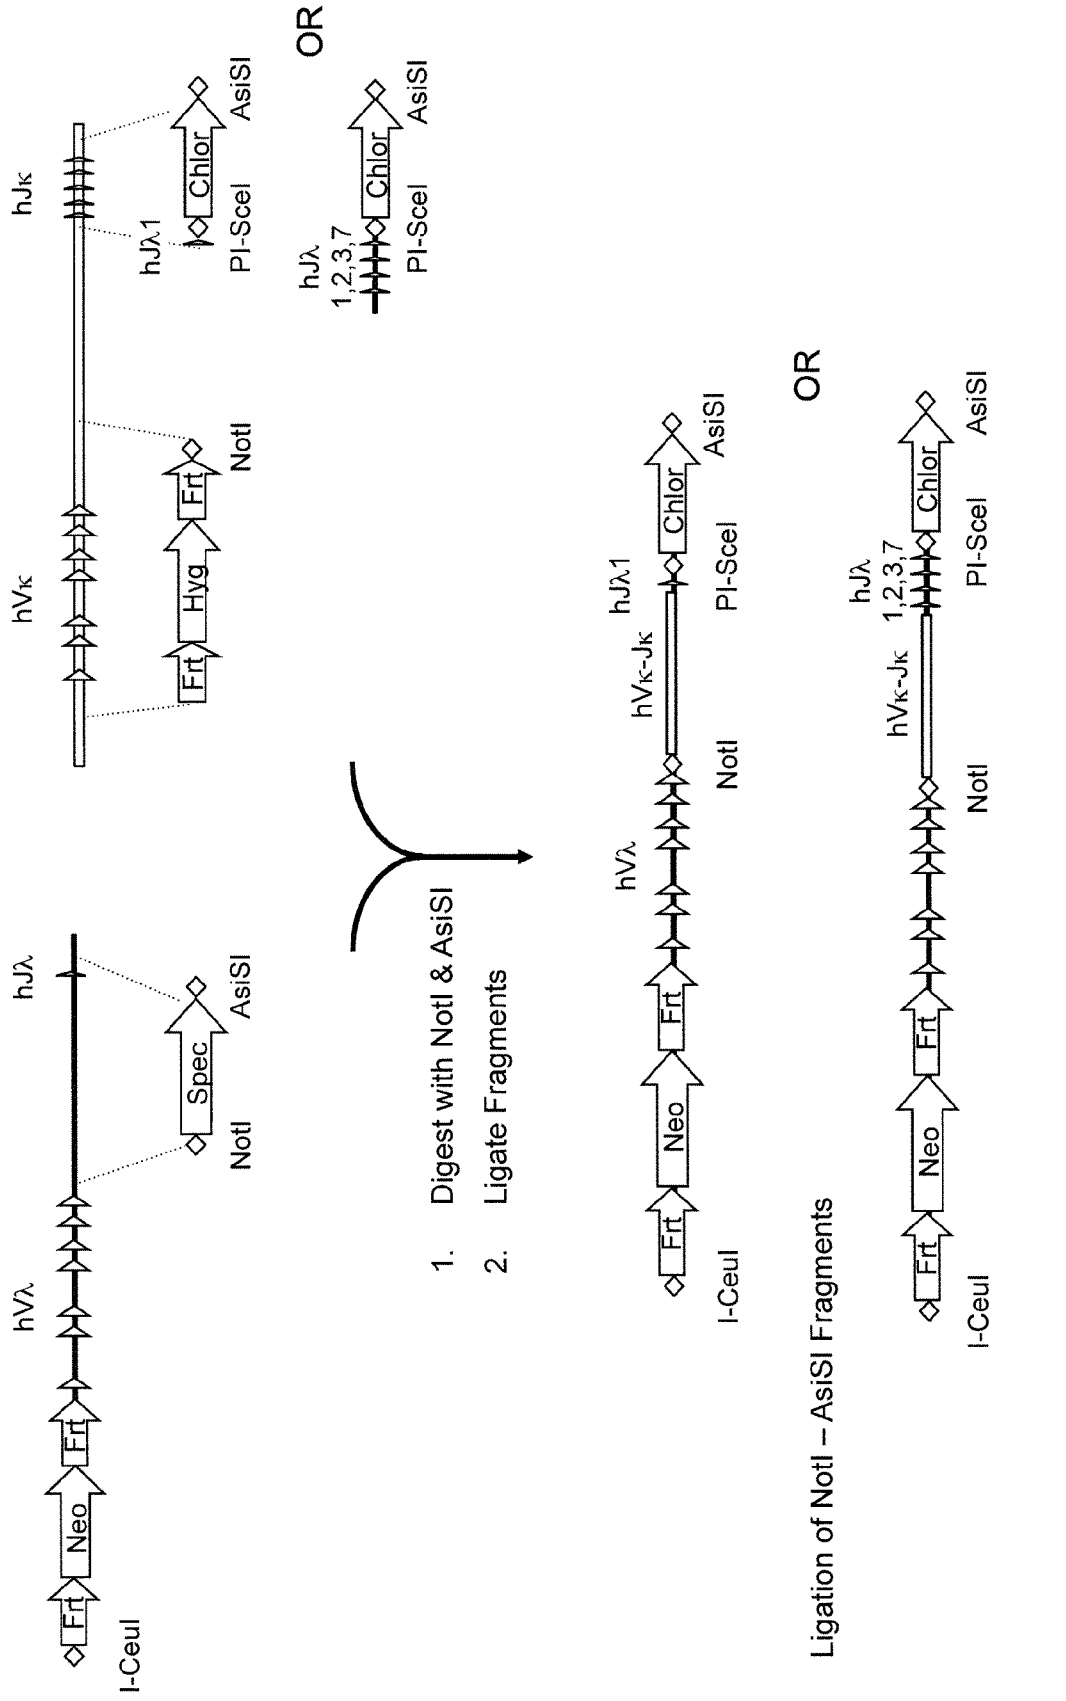 hVλ
hJλ
Frt
Neo
Frt
I-CeuI
Spec
NotI
AsiSI
hVκ
hJκ
Frt
Hyg
Frt
NotI
hJλ1
Chlor
PI-SceI
AsiSI
OR
hJλ
1,2,3,7
Chlor
PI-SceI
AsiSI
1. Digest with NotI & AsiSI
2. Ligate Fragments
hVλ
hVκ-Jκ
hJλ1
Frt
Neo
Frt
Chlor
I-CeuI
NotI
PI-SceI
AsiSI
OR
Ligation of NotI – AsiSI Fragments
hVκ-Jκ
hJλ
1,2,3,7
Frt
Neo
Frt
Chlor
I-CeuI
NotI
PI-SceI
AsiSI